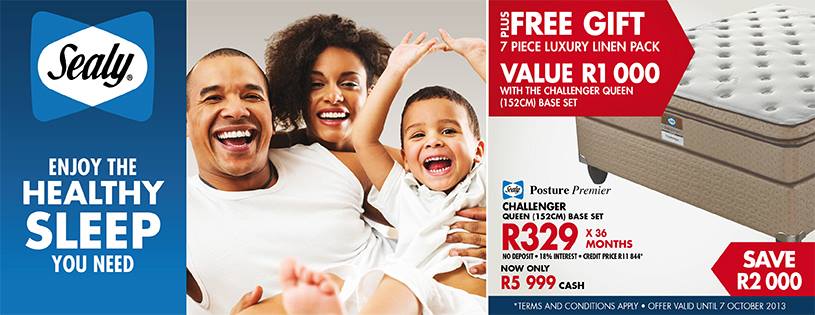 Sealy®
ENJOY THE
HEALTHY
SLEEP
YOU NEED
PLUS
FREE GIFT
7 PIECE LUXURY LINEN PACK
VALUE R1 000
WITH THE CHALLENGER QUEEN
(152CM) BASE SET
Sealy Posture Premier
CHALLENGER
QUEEN (152CM) BASE SET
R329 X 36
MONTHS
NO DEPOSIT • 18% INTEREST • CREDIT PRICE R11 844*
NOW ONLY
R5 999 CASH
SAVE
R2 000
*TERMS AND CONDITIONS APPLY • OFFER VALID UNTIL 7 OCTOBER 2013